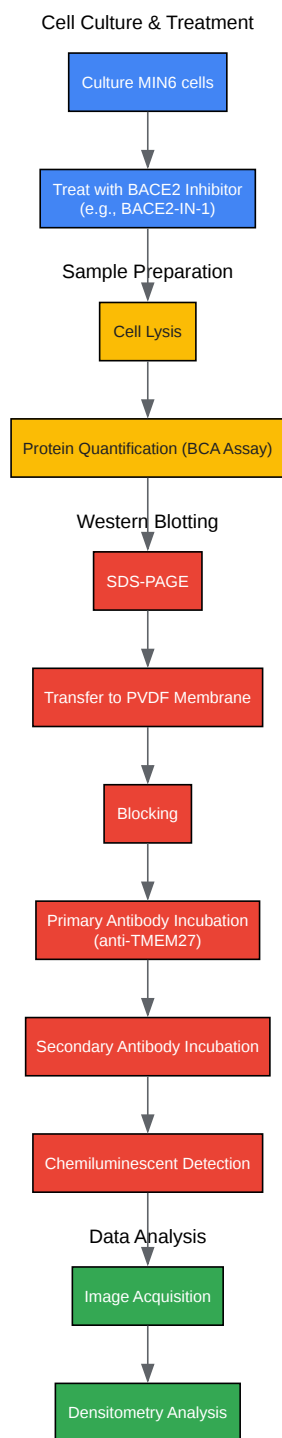 Cell Culture & Treatment
Culture MIN6 cells
Treat with BACE2 Inhibitor
(e.g., BACE2-IN-1)
Sample Preparation
Cell Lysis
Protein Quantification (BCA Assay)
Western Blotting
SDS-PAGE
Transfer to PVDF Membrane
Blocking
Primary Antibody Incubation
(anti-TMEM27)
Secondary Antibody Incubation
Chemiluminescent Detection
Data Analysis
Image Acquisition
Densitometry Analysis